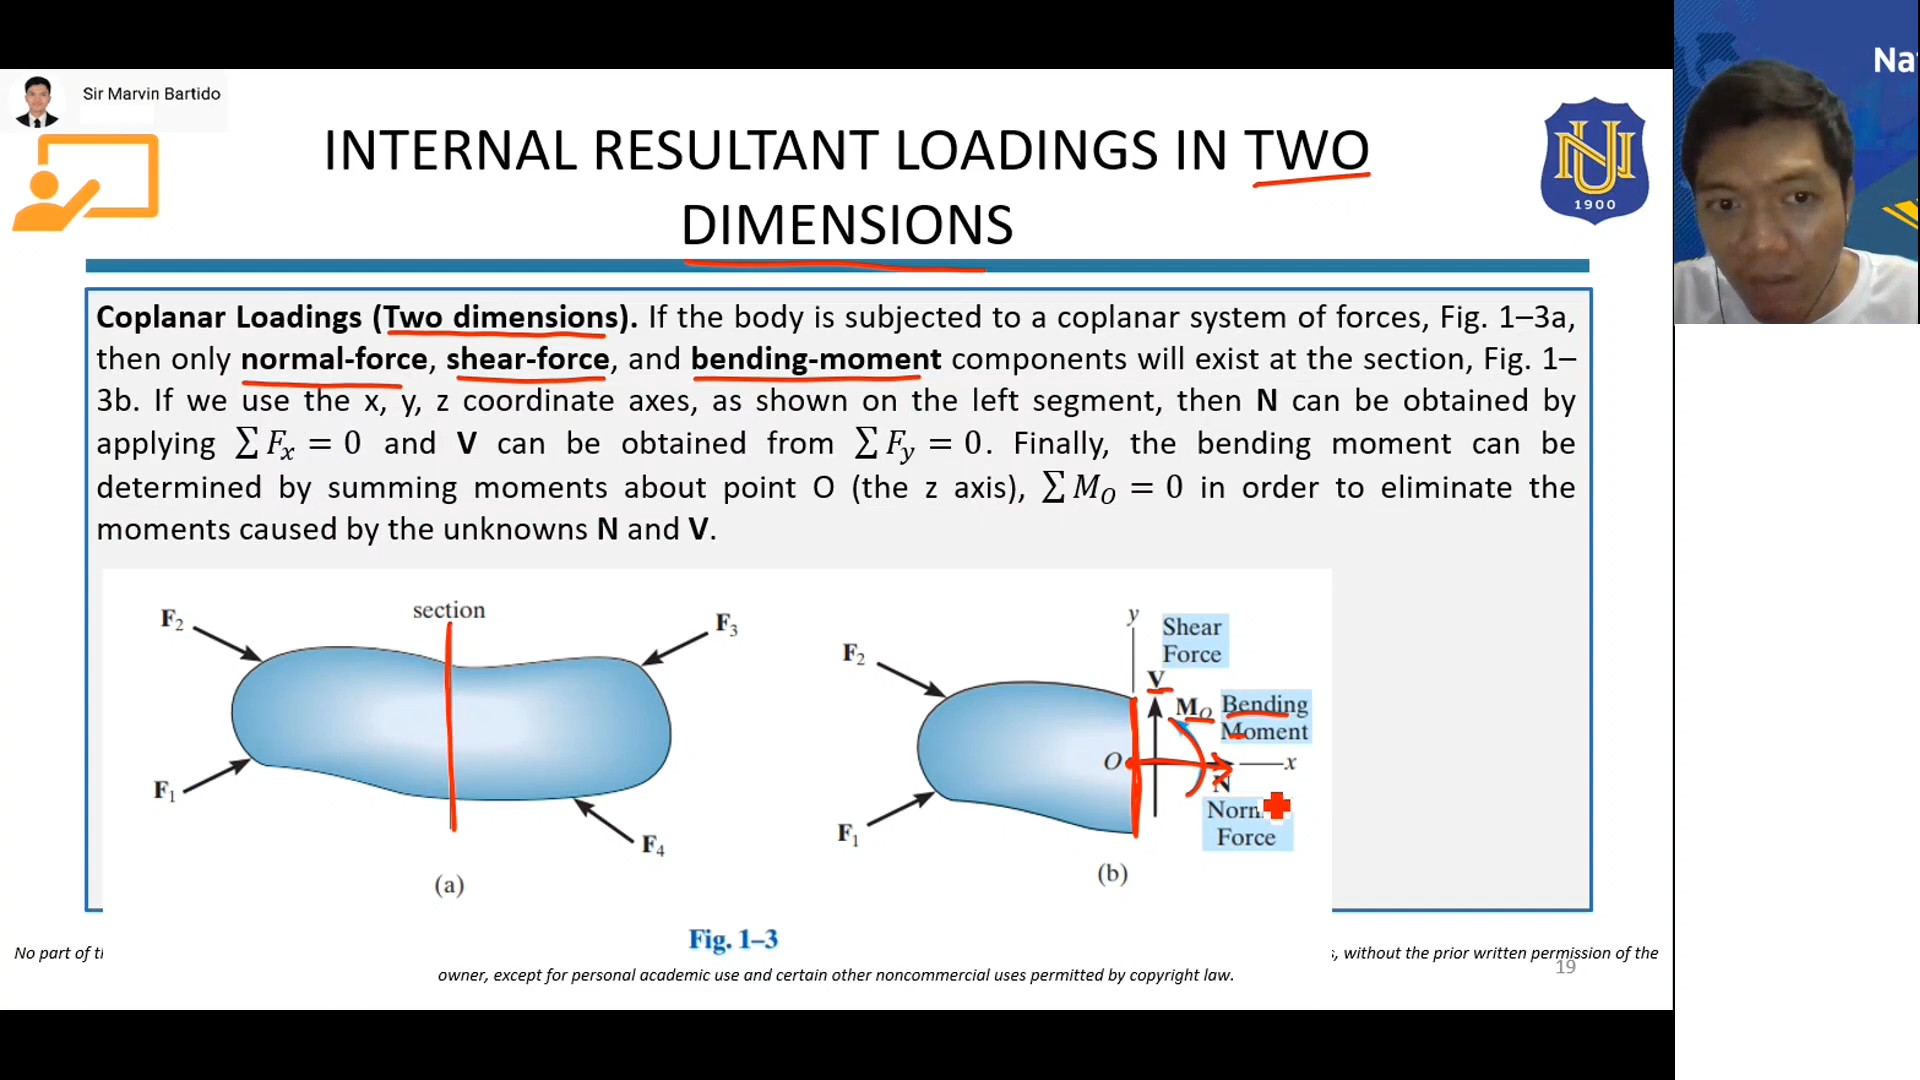 Na
Sir Marvin Bartido
INTERNAL RESULTANT LOADINGS IN TWO
DIMENSIONS
NU
1900
Coplanar Loadings (Two dimensions). If the body is subjected to a coplanar system of forces, Fig. 1–3a,
then only normal-force, shear-force, and bending-moment components will exist at the section, Fig. 1–
3b. If we use the x, y, z coordinate axes, as shown on the left segment, then N can be obtained by
applying ∑ Fₓ = 0 and V can be obtained from ∑ F_y = 0. Finally, the bending moment can be
determined by summing moments about point O (the z axis), ∑ M_O = 0 in order to eliminate the
moments caused by the unknowns N and V.
section
F₂
F₃
F₁
F₄
(a)
y
Shear
Force
F₂
V
M_O Bending
Moment
O
x
N
Force
F₁
(b)
Fig. 1–3
No part of
, without the prior written permission of the
owner, except for personal academic use and certain other noncommercial uses permitted by copyright law.
19